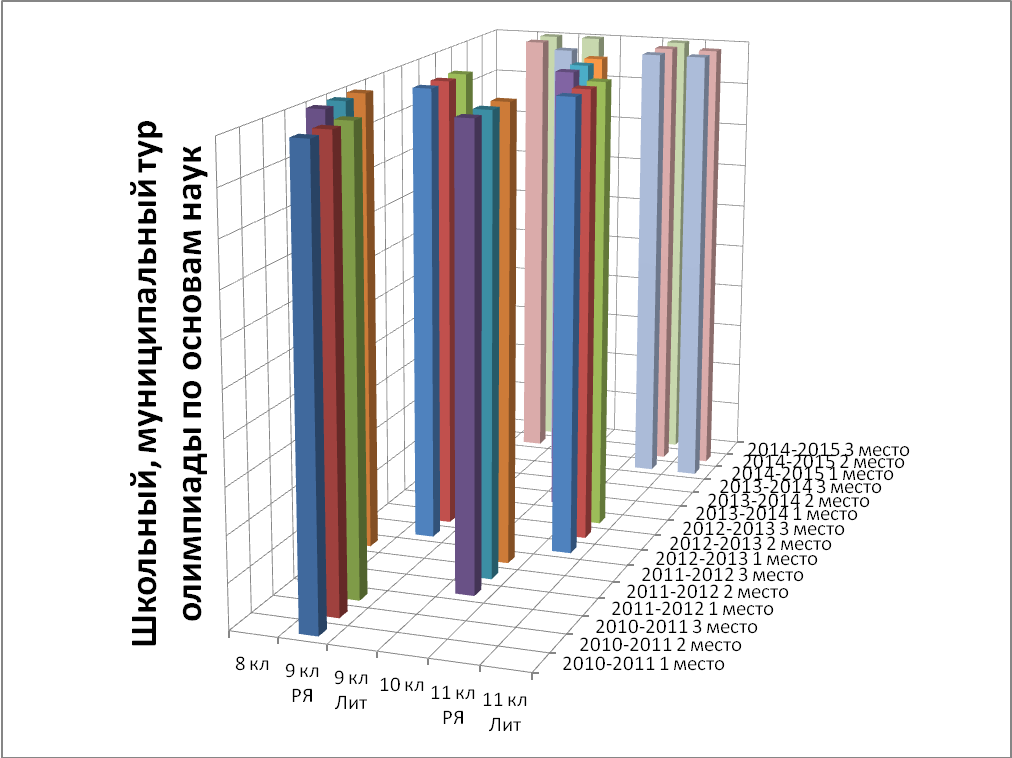 Школьный, муниципальный тур
олимпиады по основам наук
2014-2015 3 место
2014-2015 2 место
2014-2015 1 место
2013-2014 3 место
2013-2014 2 место
2013-2014 1 место
2012-2013 3 место
2012-2013 2 место
2012-2013 1 место
2011-2012 3 место
2011-2012 2 место
2011-2012 1 место
2010-2011 3 место
2010-2011 2 место
2010-2011 1 место
8 кл
9 кл
РЯ
9 кл
Лит
10 кл
11 кл
РЯ
11 кл
Лит